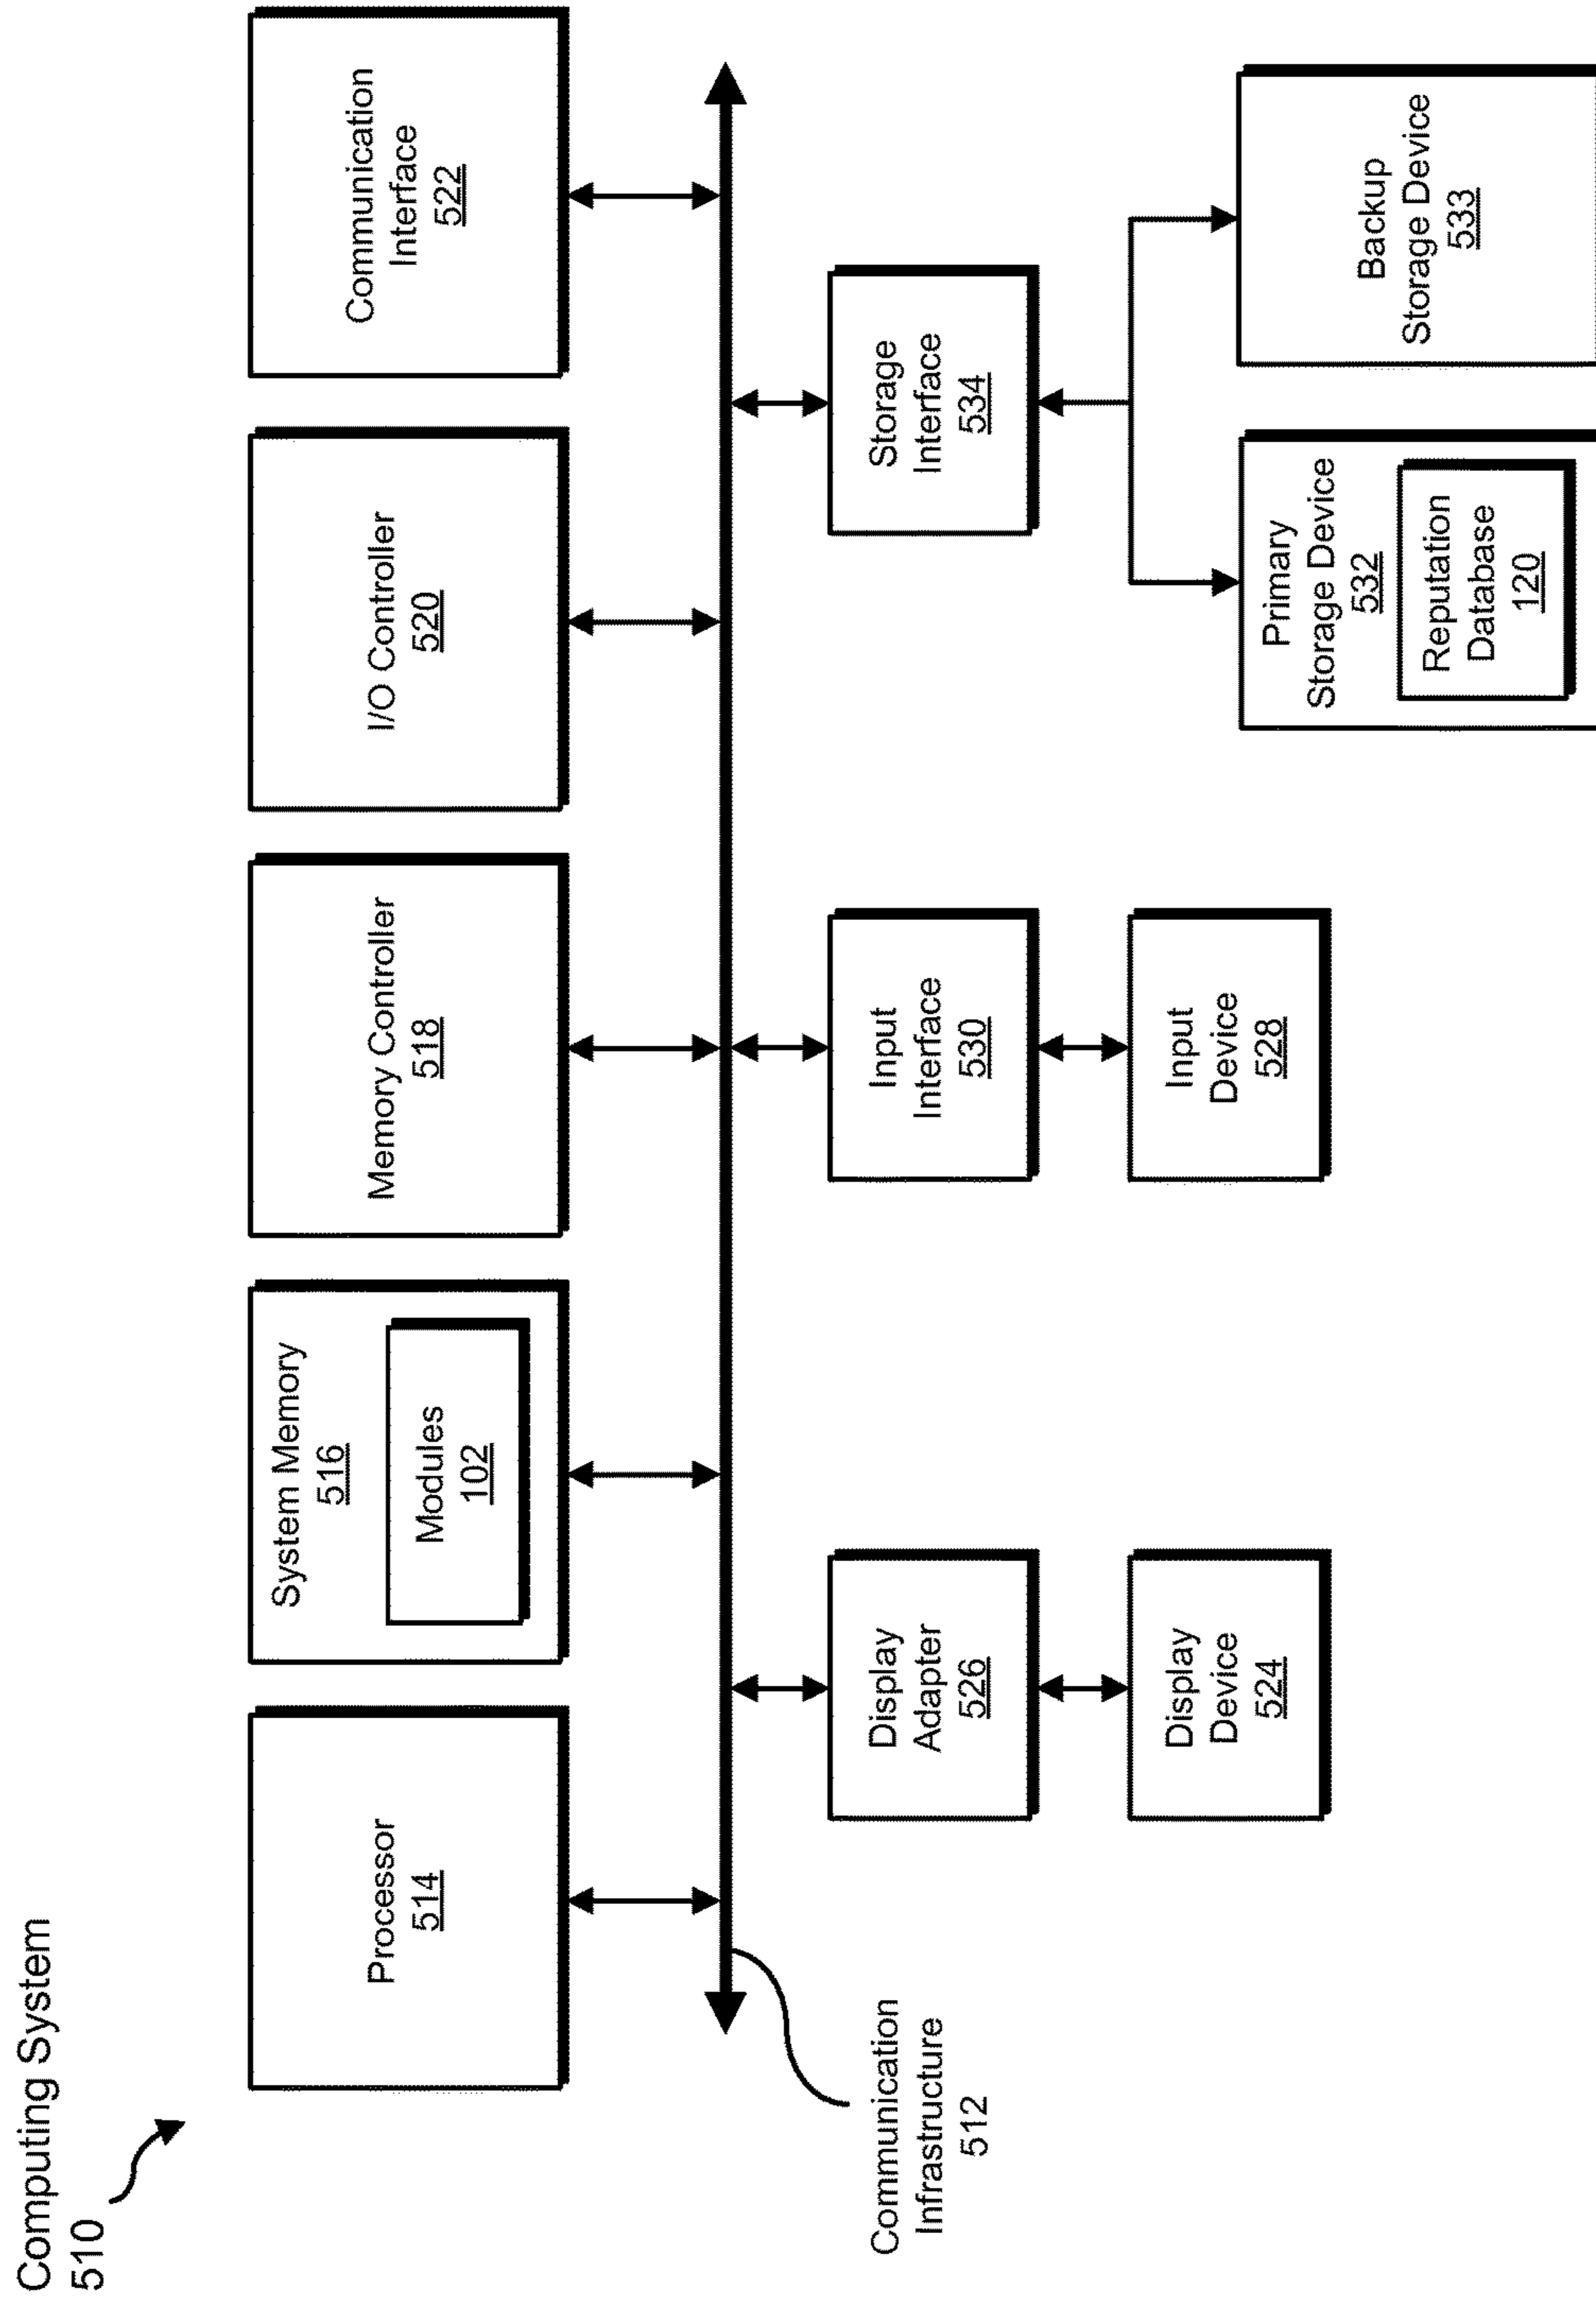 Computing System
510
Processor
514
System Memory
516
Modules
102
Memory Controller
518
I/O Controller
520
Communication
Interface
522
Communication
Infrastructure
512
Display
Adapter
526
Input
Interface
530
Storage
Interface
534
Display
Device
524
Input
Device
528
Primary
Storage Device
532
Reputation
Database
120
Backup
Storage Device
533